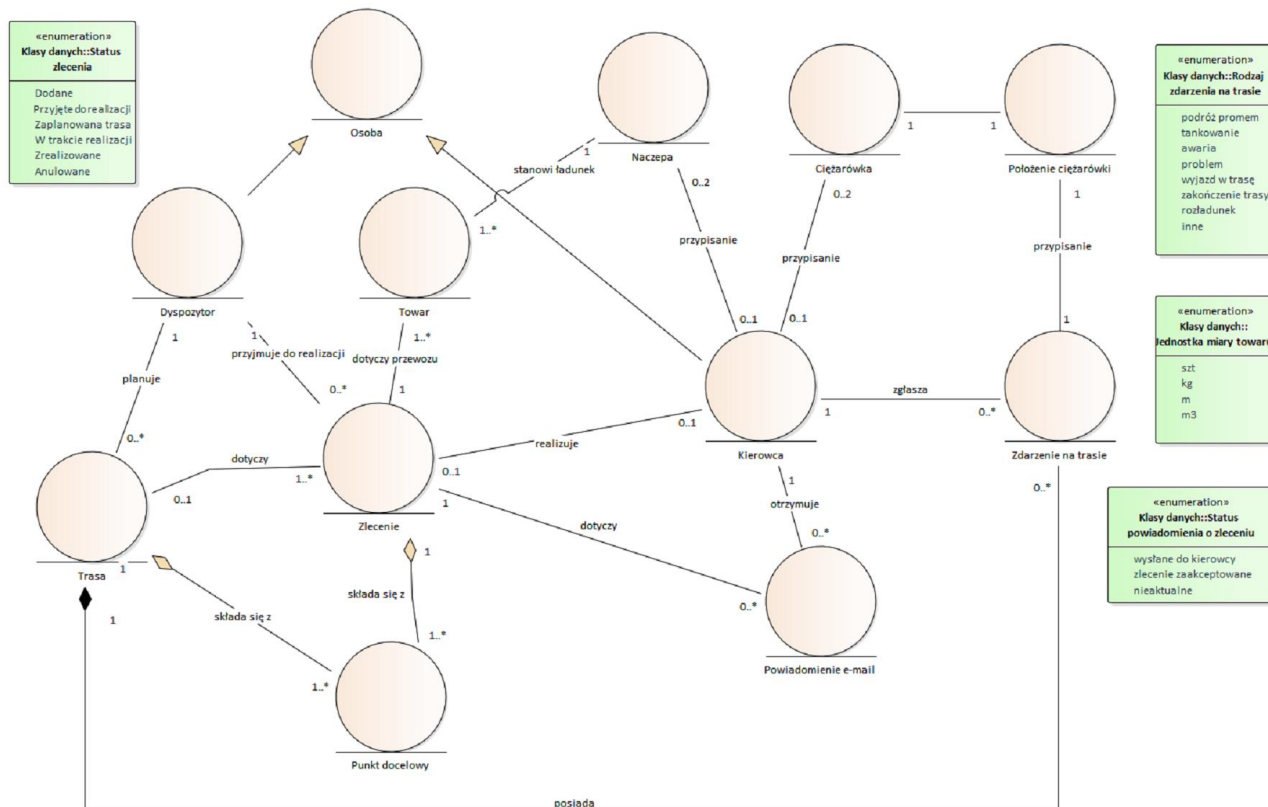 «enumeration»
Klasy danych::Status
zlecenia
Dodane
Przyjęte do realizacji
Zaplanowana trasa
W trakcie realizacji
Zrealizowane
Anulowane
Osoba
Naczepa
Ciężarówka
1
1
Położenie ciężarówki
«enumeration»
Klasy danych::Rodzaj
zdarzenia na trasie
podróż promem
tankowanie
awaria
problem
wyjazd w trasę
zakończenie trasy
rozładunek
inne
1
stanowi ładunek
1..*
0..2
0..2
1
przypisanie
przypisanie
przypisanie
Dyspozytor
Towar
0..1
0..1
1
«enumeration»
Klasy danych::
Jednostka miary towaru
szt
kg
m
m3
1
1
1..*
przyjmuje do realizacji
dotyczy przewozu
planuje
0..*
1
zgłasza
1
0..*
0..1
realizuje
Kierowca
Zdarzenie na trasie
0..*
dotyczy
0..1
1..*
0..1
1
Zlecenie
1
otrzymuje
0..*
0..*
dotyczy
«enumeration»
Klasy danych::Status
powiadomienia o zleceniu
wysłane do kierowcy
zlecenie zaakceptowane
nieaktualne
Trasa
1
1
1
składa się z
składa się z
0..*
1..*
1..*
Powiadomienie e-mail
Punkt docelowy
posiada